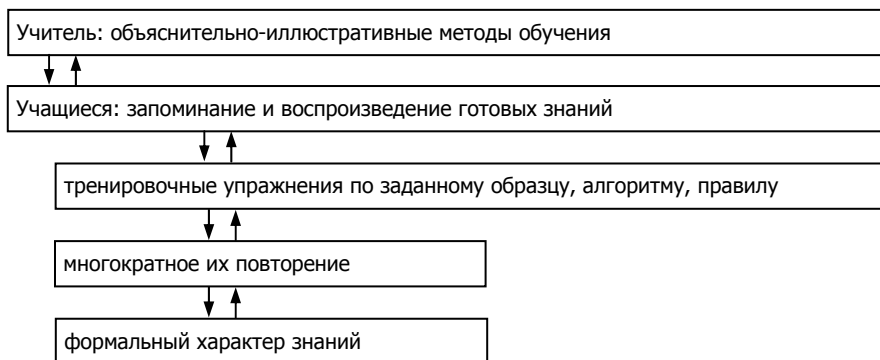 Учитель: объяснительно-иллюстративные методы обучения
Учащиеся: запоминание и воспроизведение готовых знаний
тренировочные упражнения по заданному образцу, алгоритму, правилу
многократное их повторение
формальный характер знаний